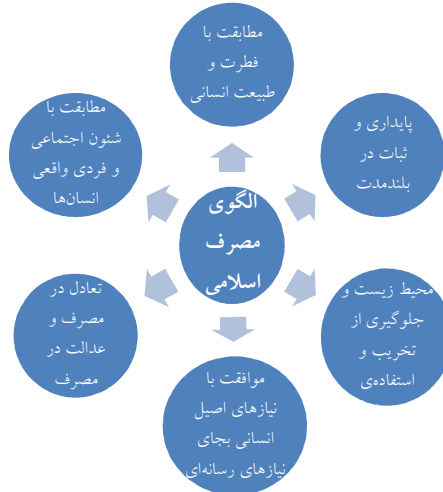 مطابقت با
فطرت و
طبیعت انسانی
پایداری و
ثبات در
بلندمدت
محیط زیست و
جلوگیری از
تخریب و
استفاده‌ی
موافقت با
نیازهای اصیل
انسانی بجای
نیازهای رسانه‌ای
تعادل در
مصرف و
عدالت در
مصرف
مطابقت با
شئون اجتماعی
و فردی واقعی
انسان‌ها
الگوی
مصرف
اسلامی